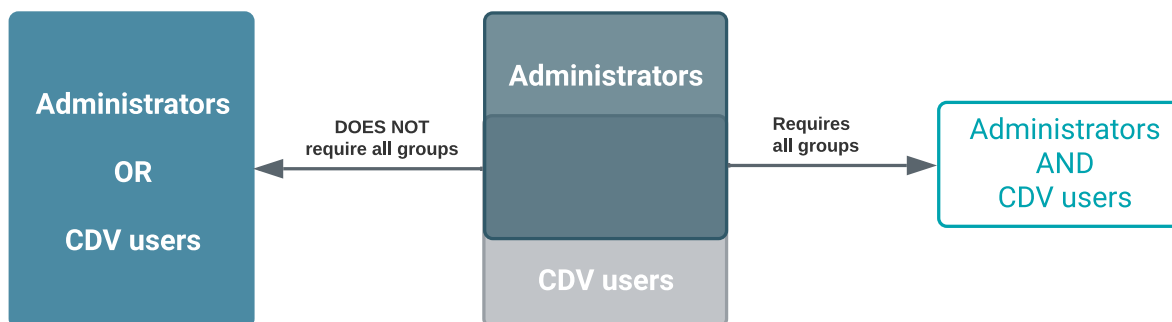 Administrators
OR
CDV users
DOES NOT
require all groups
Administrators
CDV users
Requires
all groups
Administrators
AND
CDV users